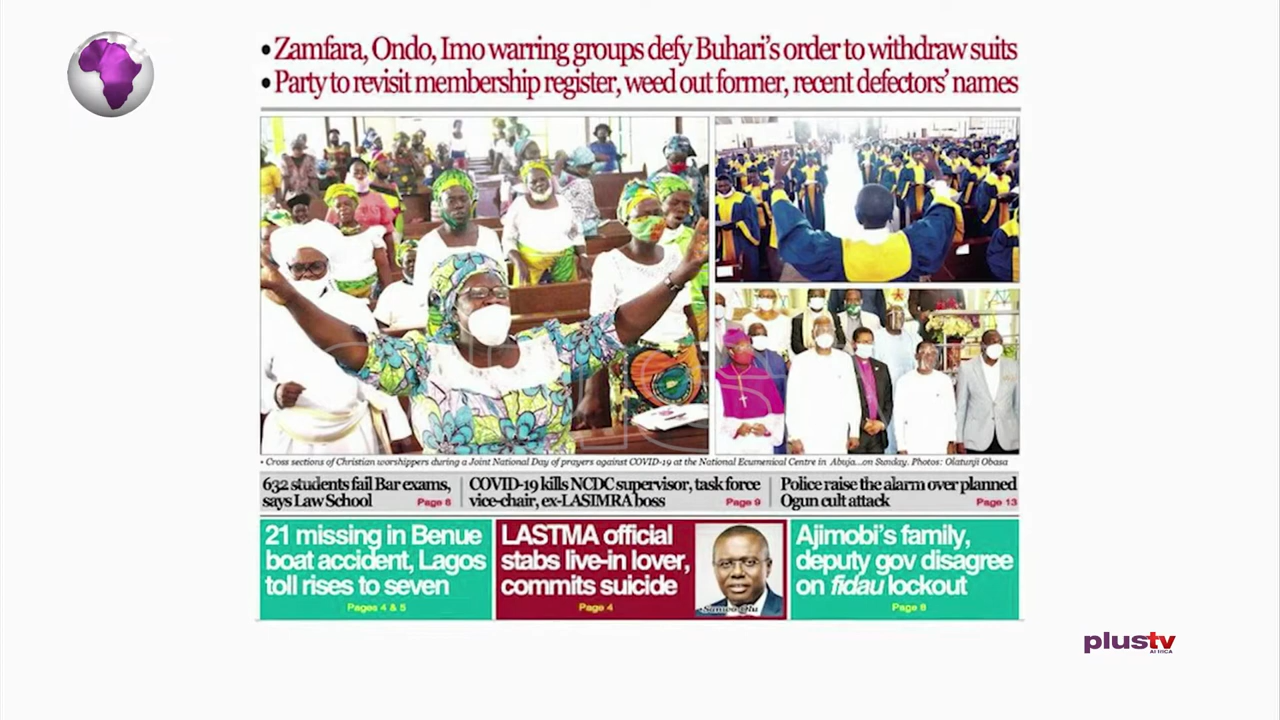 • Zamfara, Ondo, Imo warring groups defy Buhari's order to withdraw suits
• Party to revisit membership register, weed out former, recent defectors' names
• Cross sections of Christian worshippers during a Joint National Day of prayers against COVID-19 at the National Ecumenical Centre in Abuja...on Sunday. Photos: Olatunji Obasa
632 students fail Bar exams,
says Law School Page 6
COVID-19 kills NCDC supervisor, task force
vice-chair, ex-LASIMRA boss Page 9
Police raise the alarm over planned
Ogun cult attack Page 13
21 missing in Benue
boat accident, Lagos
toll rises to seven
Pages 4 & 5
LASTMA official
stabs live-in lover,
commits suicide
Page 4
Sanwo-Olu
Ajimobi's family,
deputy gov disagree
on fidau lockout
Page 6
plustv
AFRICA